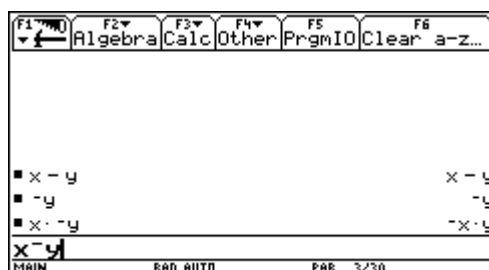 F1 F2 F3 F4 F5 F6
Algebra Calc Other PrgmIO Clear a-z…
x - y x - y
⁻y ⁻y
x · ⁻y ⁻x · y
x⁻y
MAIN RAD AUTO PAR 3/30